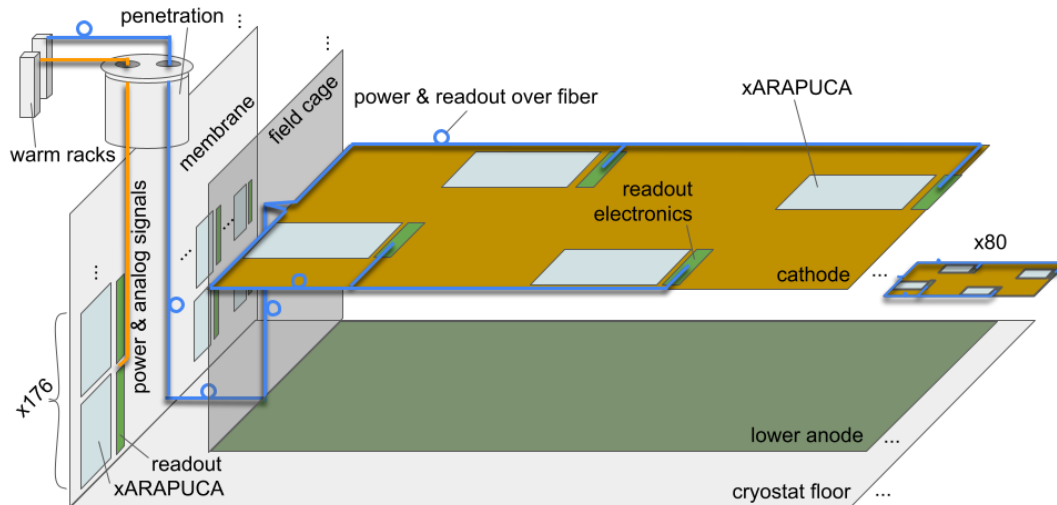 penetration
...
...
power & readout over fiber
xARAPUCA
warm racks
membrane
field cage
power & analog signals
readout
electronics
...
...
...
x80
cathode
...
x176
lower anode
...
readout
xARAPUCA
cryostat floor
...